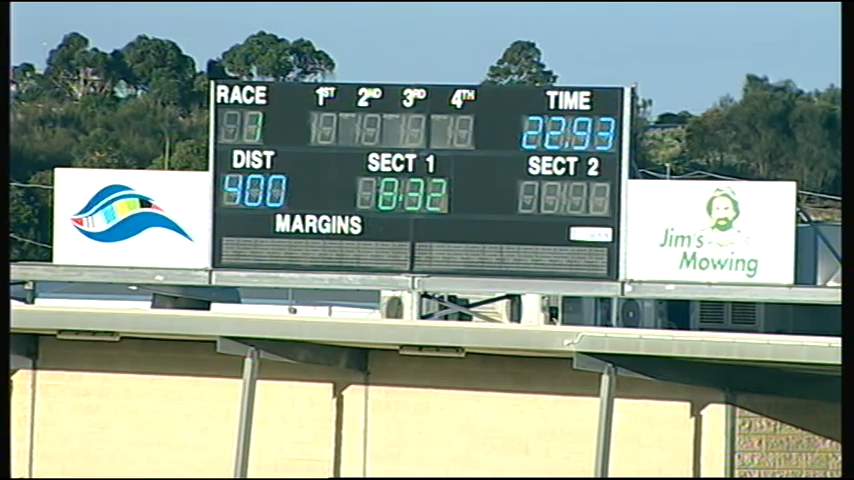 RACE 1ST 2ND 3RD 4TH TIME
1 22:93
DIST SECT 1 SECT 2
400 8:32
MARGINS
Jim's
Mowing